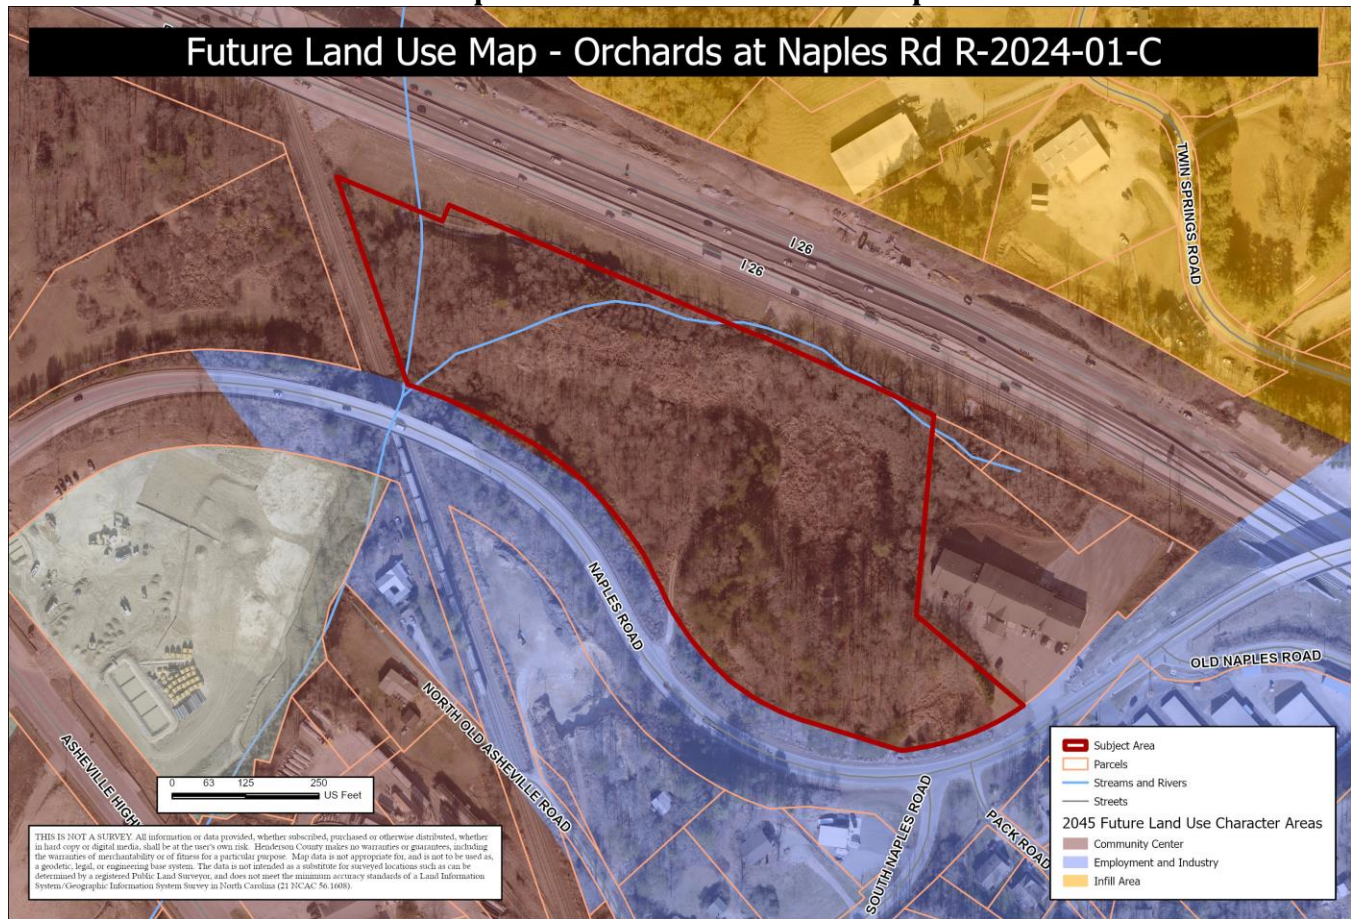 Future Land Use Map - Orchards at Naples Rd R-2024-01-C
TWIN SPRINGS ROAD
I 26
I 26
NAPLES ROAD
OLD NAPLES ROAD
NORTH OLD ASHEVILLE ROAD
ASHEVILLE HIGHW
SOUTH NAPLES ROAD
PACK ROAD
0 63 125 250
US Feet
Subject Area
Parcels
Streams and Rivers
Streets
2045 Future Land Use Character Areas
Community Center
Employment and Industry
Infill Area
THIS IS NOT A SURVEY. All information or data provided, whether subscribed, purchased or otherwise distributed, whether
in hard copy or digital media, shall be at the user's own risk. Henderson County makes no warranties or guarantees, including
the warranties of merchantability or of fitness for a particular purpose. Map data is not appropriate for, and is not to be used as,
a geodetic, legal, or engineering base system. The data is not intended as a substitute for surveyed locations such as can be
determined by a registered Public Land Surveyor, and does not meet the minimum accuracy standards of a Land Information
System/Geographic Information System Survey in North Carolina (21 NCAC 56.1608).